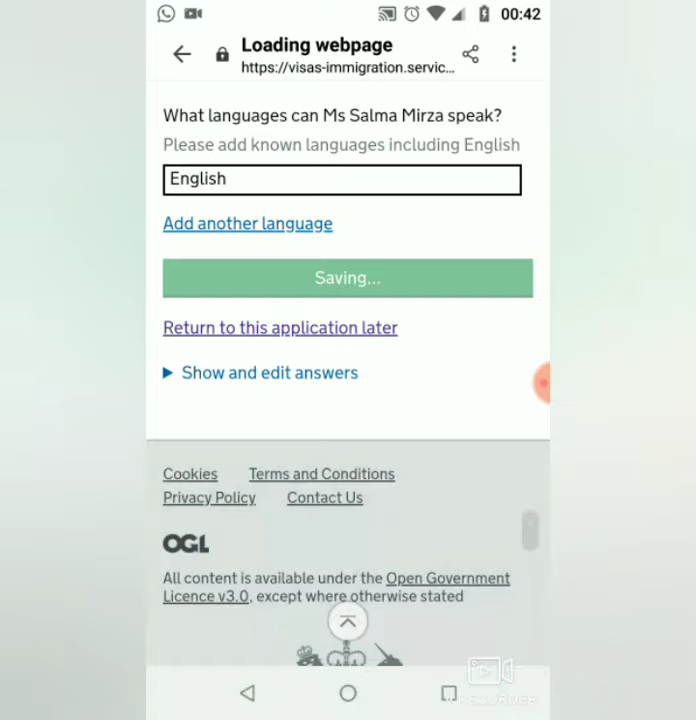 00:42
Loading webpage
https://visas-immigration.servic...
What languages can Ms Salma Mirza speak?
Please add known languages including English
English
Add another language
Saving...
Return to this application later
Show and edit answers
Cookies Terms and Conditions
Privacy Policy Contact Us
OGL
All content is available under the Open Government
Licence v3.0, except where otherwise stated